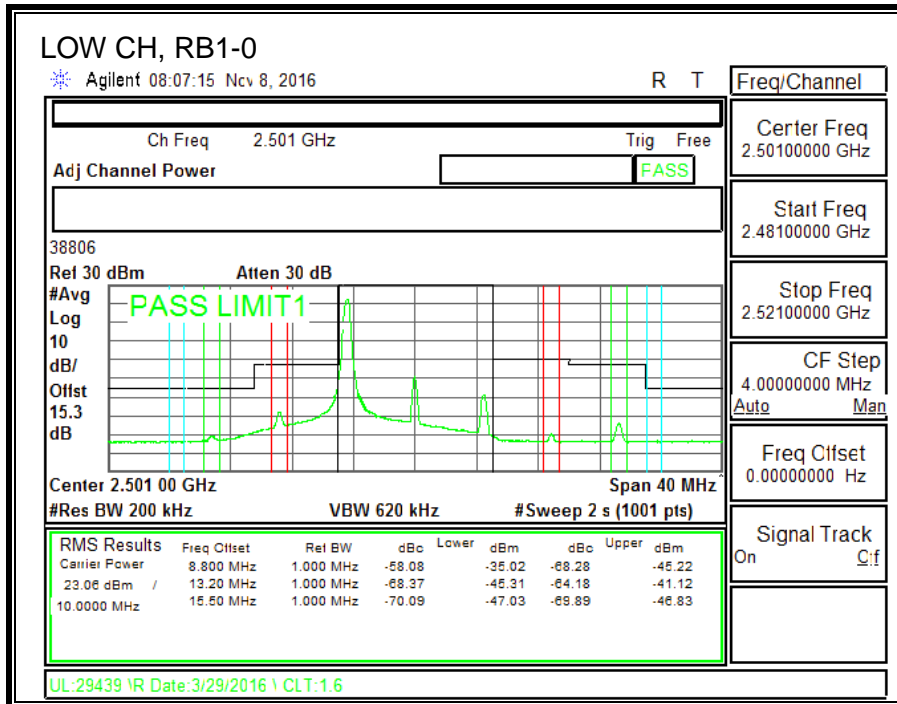 LOW CH, RB1-0
Agilent 08:07:15 Nov 8, 2016 R T
Freq/Channel
Ch Freq 2.501 GHz Trig Free
Adj Channel Power PASS
Center Freq
2.50100000 GHz
Start Freq
2.48100000 GHz
Stop Freq
2.52100000 GHz
CF Step
4.00000000 MHz
Auto Man
Freq Offset
0.00000000 Hz
Signal Track
On Off
38806
Ref 30 dBm Atten 30 dB
#Avg
Log
10
dB/
Offst
15.3
dB
PASS LIMIT1
Center 2.501 00 GHz Span 40 MHz
#Res BW 200 kHz VBW 620 kHz #Sweep 2 s (1001 pts)
RMS Results Freq Offset Ref BW dBc Lower dBm dBc Upper dBm
Carrier Power 8.800 MHz 1.000 MHz -58.08 -35.02 -68.28 -45.22
23.06 dBm / 13.20 MHz 1.000 MHz -68.37 -45.31 -64.18 -41.12
10.0000 MHz 15.50 MHz 1.000 MHz -70.09 -47.03 -69.89 -46.83
UL:29439 \R Date:3/29/2016 \ CLT:1.6